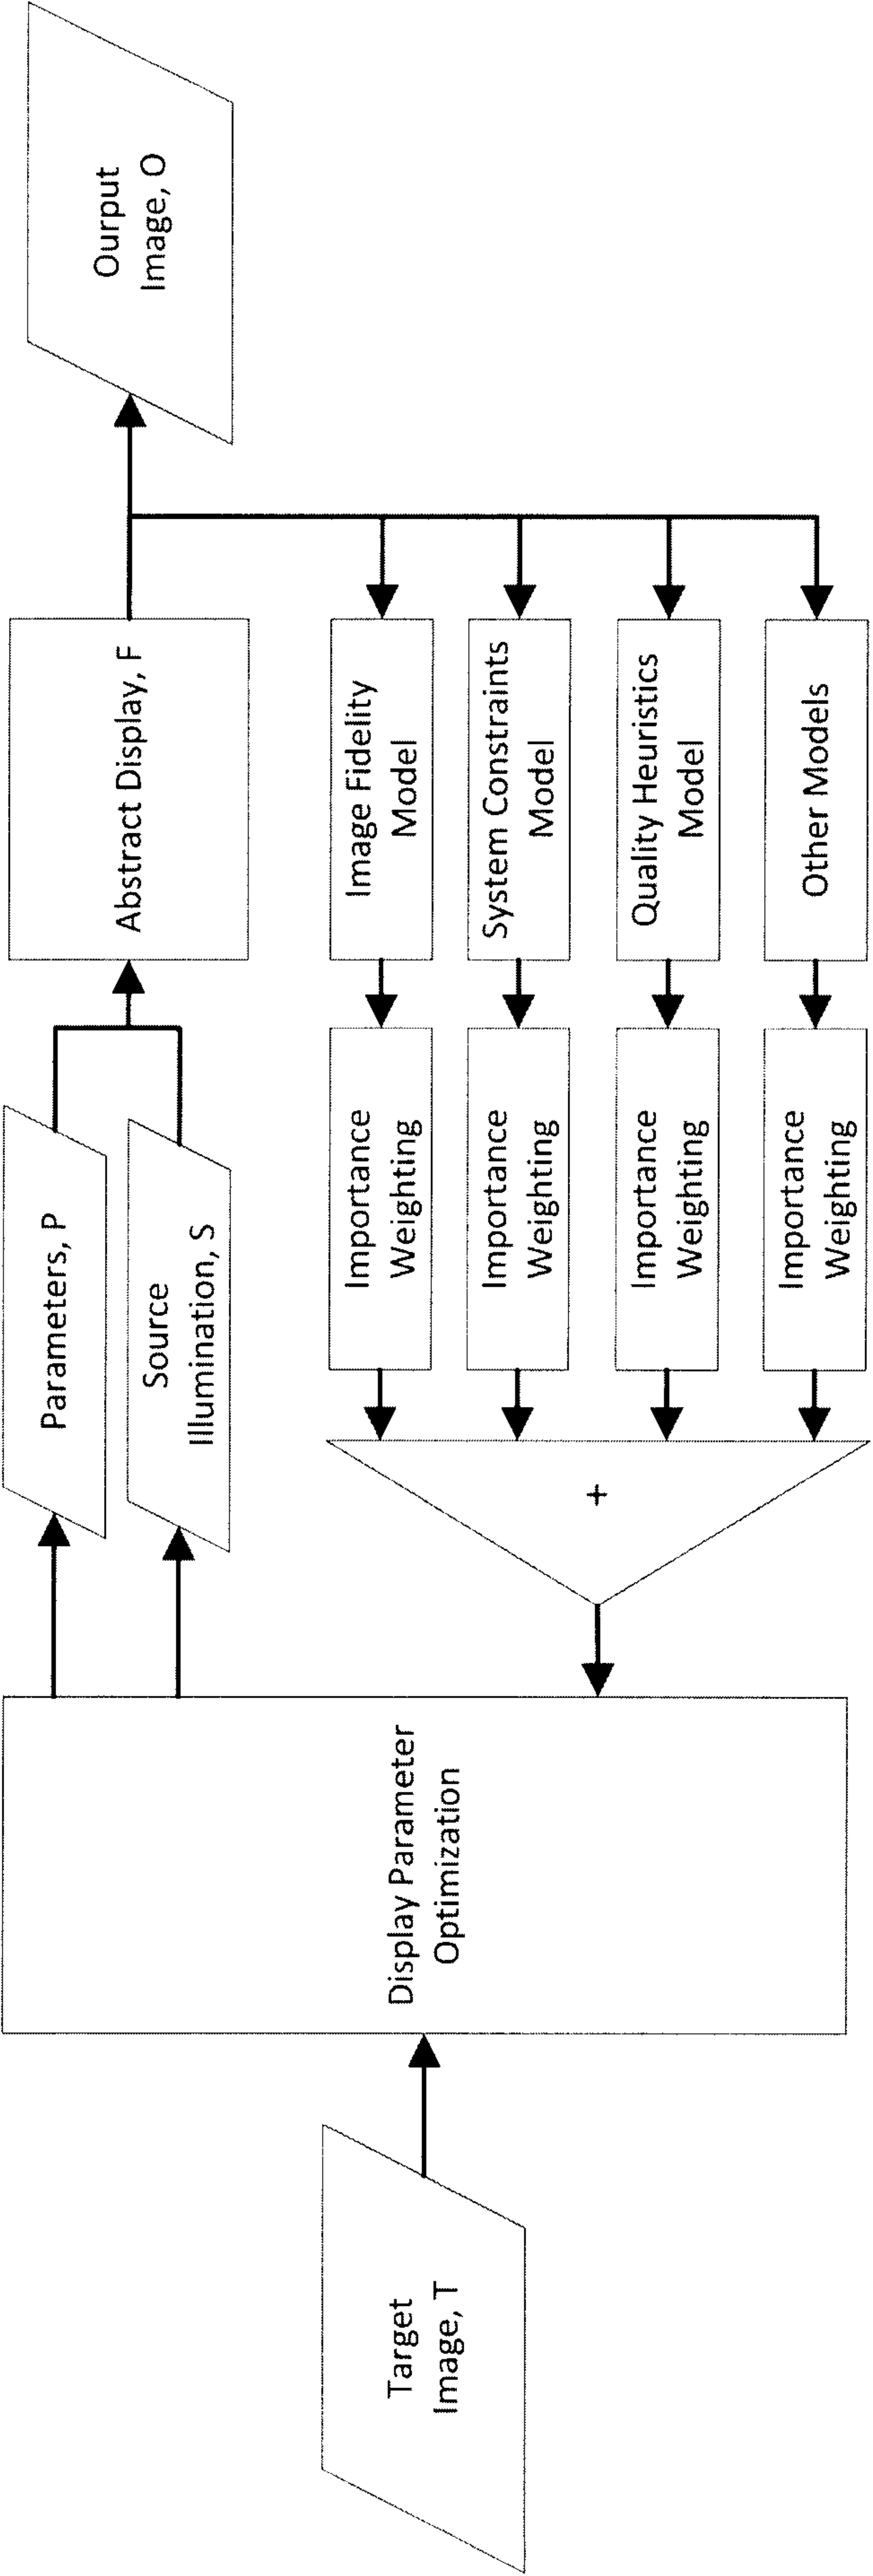 Target
Image, T
Display Parameter
Optimization
Parameters, P
Source
Illumination, S
Abstract Display, F
Ourput
Image, O
+
Importance
Weighting
Image Fidelity
Model
Importance
Weighting
System Constraints
Model
Importance
Weighting
Quality Heuristics
Model
Importance
Weighting
Other Models